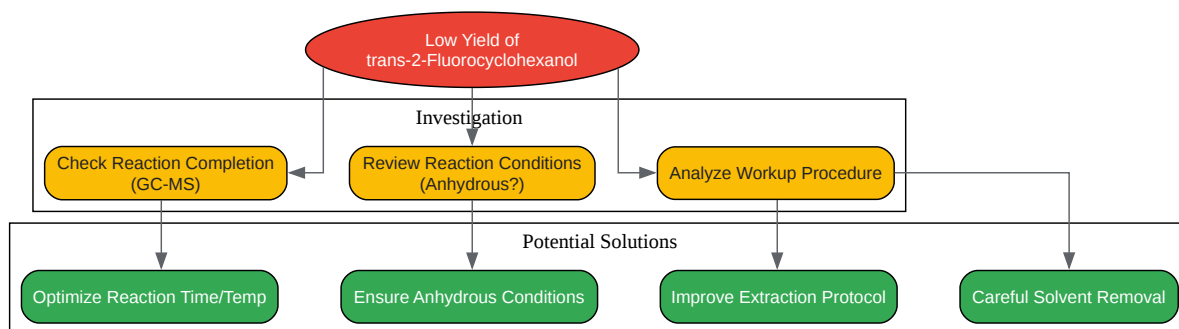 Low Yield of
trans-2-Fluorocyclohexanol
Investigation
Check Reaction Completion
(GC-MS)
Review Reaction Conditions
(Anhydrous?)
Analyze Workup Procedure
Potential Solutions
Optimize Reaction Time/Temp
Ensure Anhydrous Conditions
Improve Extraction Protocol
Careful Solvent Removal